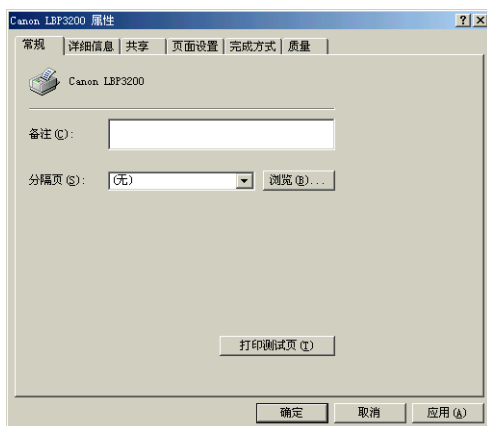 Canon LBP3200 属性
常规 详细信息 共享 页面设置 完成方式 质量
Canon LBP3200
备注(C):
分隔页(S): (无) 浏览(B)...
打印测试页(T)
确定 取消 应用(A)